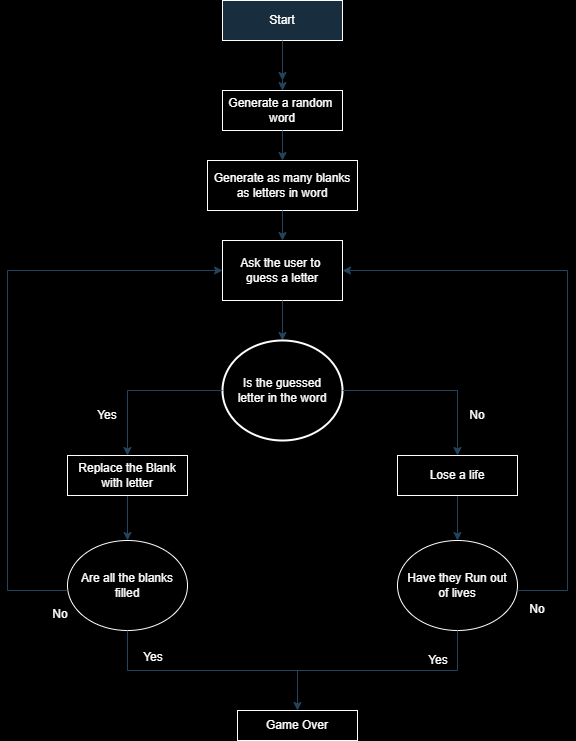 Start
Generate a random
word
Generate as many blanks
as letters in word
Ask the user to
guess a letter
Is the guessed
letter in the word
Yes
No
Replace the Blank
with letter
Lose a life
Are all the blanks
filled
Have they Run out
of lives
No
No
Yes
Yes
Game Over